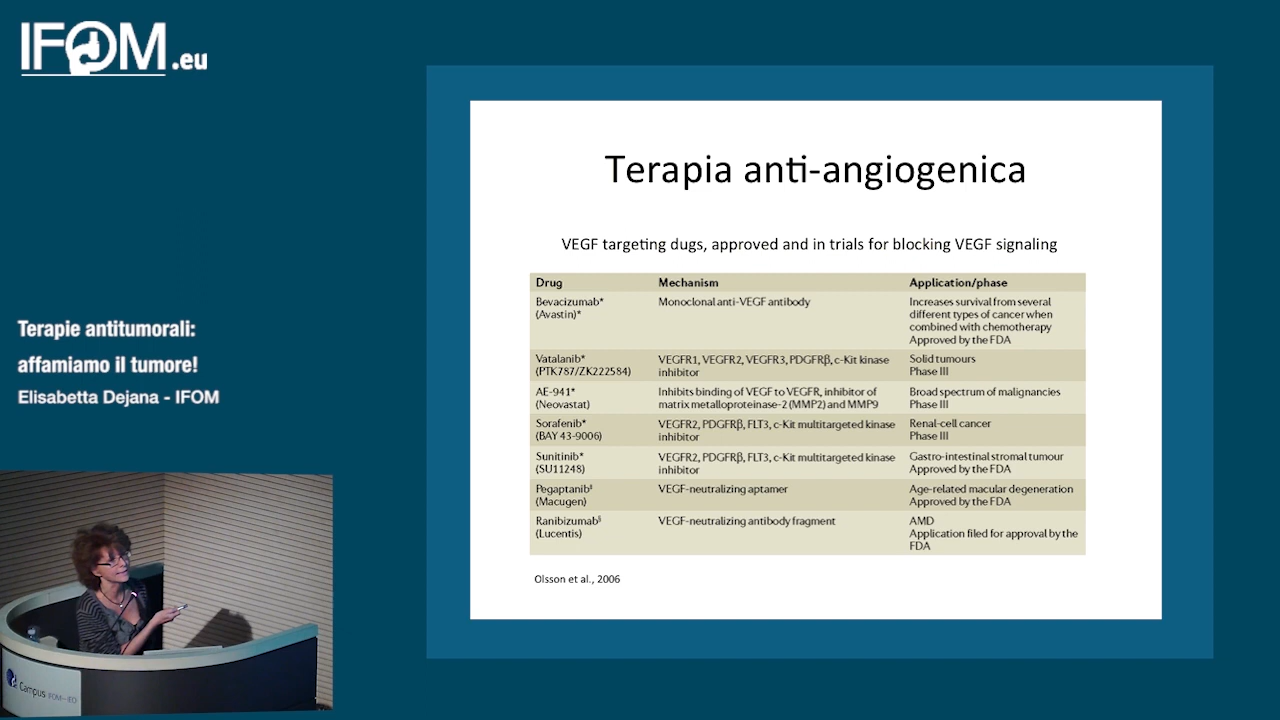 IFOM.eu
Terapie antitumorali:
affamiamo il tumore!
Elisabetta Dejana - IFOM
Campus IFOM-IEO
Terapia anti-angiogenica
VEGF targeting dugs, approved and in trials for blocking VEGF signaling
Drug Mechanism Application/phase
Bevacizumab* Monoclonal anti-VEGF antibody Increases survival from several
(Avastin)* different types of cancer when
combined with chemotherapy
Approved by the FDA
Vatalanib* VEGFR1, VEGFR2, VEGFR3, PDGFRβ, c-Kit kinase Solid tumours
(PTK787/ZK222584) inhibitor Phase III
AE-941* Inhibits binding of VEGF to VEGFR, inhibitor of Broad spectrum of malignancies
(Neovastat) matrix metalloproteinase-2 (MMP2) and MMP9 Phase III
Sorafenib* VEGFR2, PDGFRβ, FLT3, c-Kit multitargeted kinase Renal-cell cancer
(BAY 43-9006) inhibitor Phase III
Sunitinib* VEGFR2, PDGFRβ, FLT3, c-Kit multitargeted kinase Gastro-intestinal stromal tumour
(SU11248) inhibitor Approved by the FDA
Pegaptanib‡ VEGF-neutralizing aptamer Age-related macular degeneration
(Macugen) Approved by the FDA
Ranibizumab§ VEGF-neutralizing antibody fragment AMD
(Lucentis) Application filed for approval by the
FDA
Olsson et al., 2006